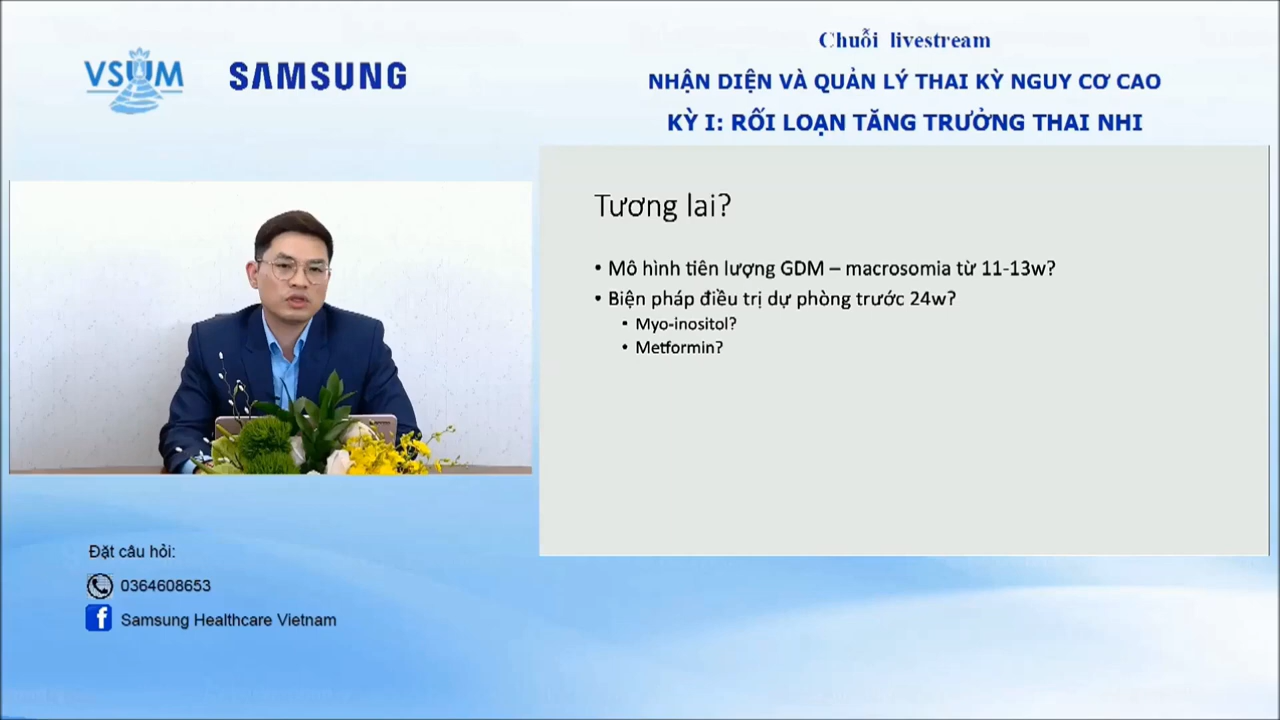 VSUM
SAMSUNG
Chuỗi livestream
NHẬN DIỆN VÀ QUẢN LÝ THAI KỲ NGUY CƠ CAO
KỲ I: RỐI LOẠN TĂNG TRƯỞNG THAI NHI
Tương lai?
• Mô hình tiên lượng GDM – macrosomia từ 11-13w?
• Biện pháp điều trị dự phòng trước 24w?
• Myo-inositol?
• Metformin?
Đặt câu hỏi:
0364608653
f Samsung Healthcare Vietnam